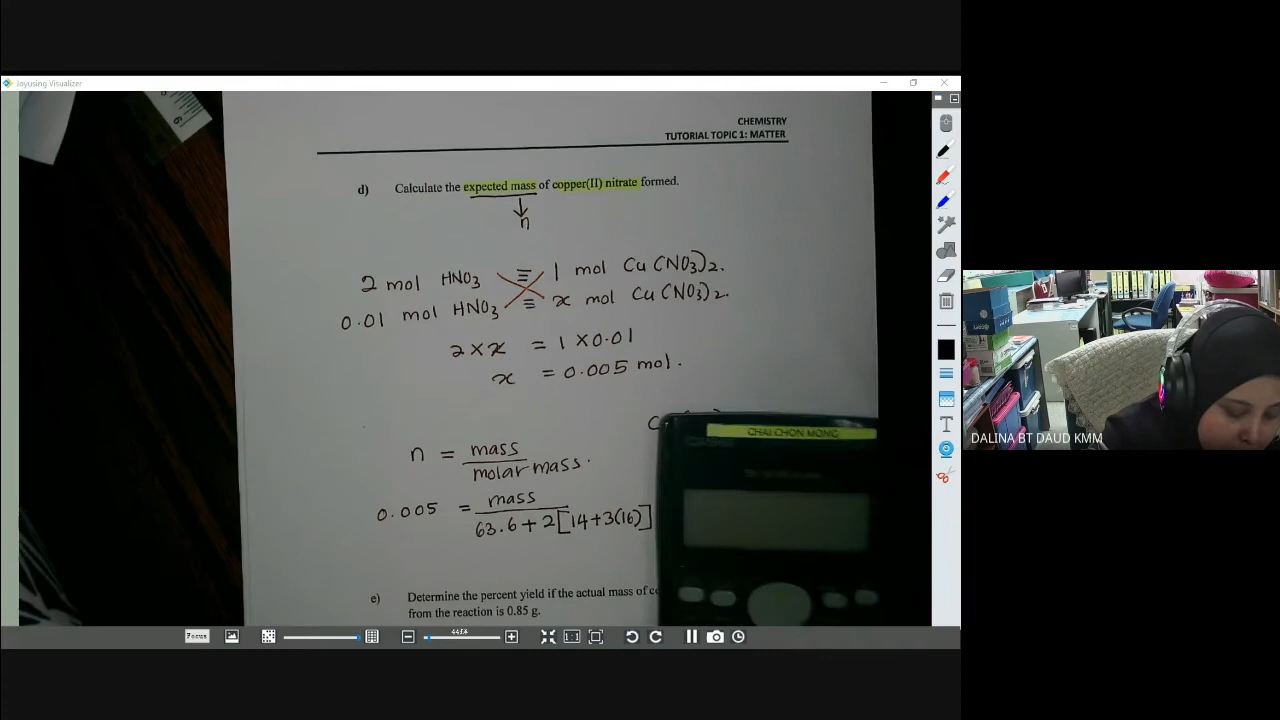 Joyusing Visualizer
CHEMISTRY
TUTORIAL TOPIC 1: MATTER
d) Calculate the expected mass of copper(II) nitrate formed.
n
2 mol HNO3 ≡ 1 mol Cu(NO3)2.
0.01 mol HNO3 ≡ x mol Cu(NO3)2.
2 × x = 1 × 0.01
x = 0.005 mol.
n = mass
molar mass.
0.005 = mass
63.6 + 2[14+3(16)]
CHAI CHON MONG
e) Determine the percent yield if the actual mass of
from the reaction is 0.85 g.
Focus
1:1
DALINA BT DAUD KMM